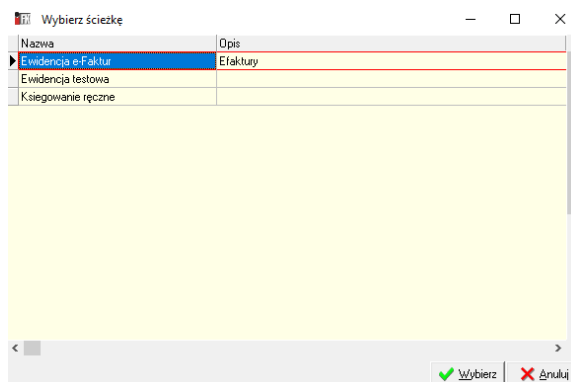 Wybierz ścieżkę
Nazwa Opis
Ewidencja e-Faktur Efaktury
Ewidencja testowa
Ksiegowanie ręczne
Wybierz Anuluj